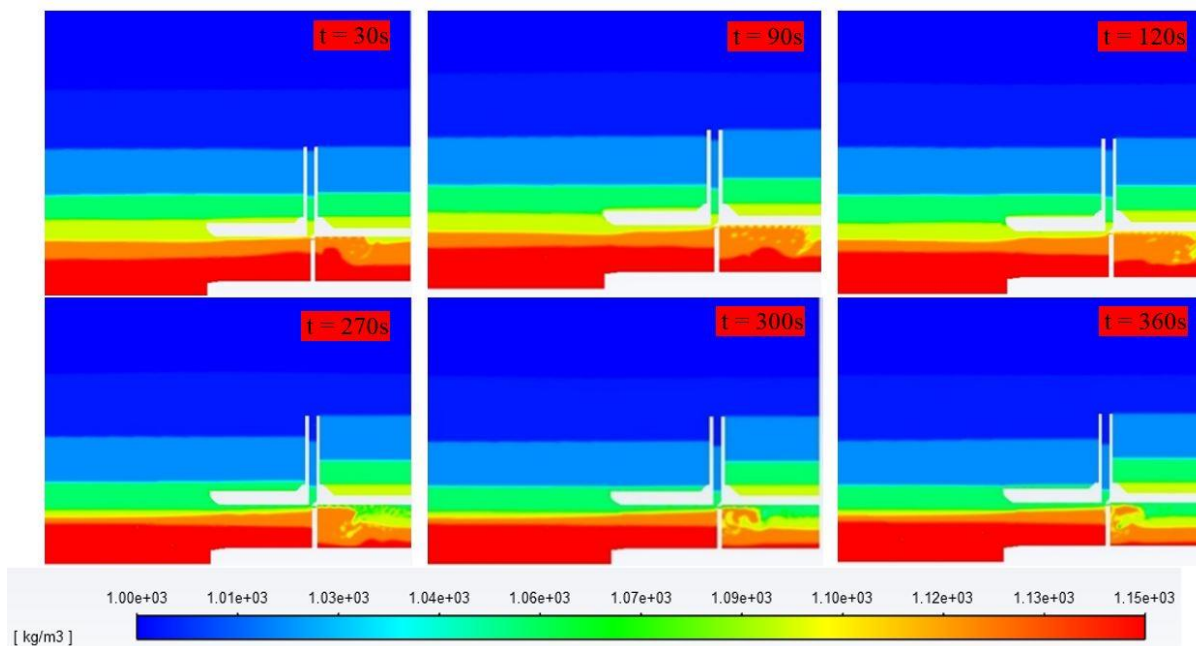 t = 30s
t = 90s
t = 120s
t = 270s
t = 300s
t = 360s
1.00e+03 1.01e+03 1.03e+03 1.04e+03 1.06e+03 1.07e+03 1.09e+03 1.10e+03 1.12e+03 1.13e+03 1.15e+03
[ kg/m3 ]